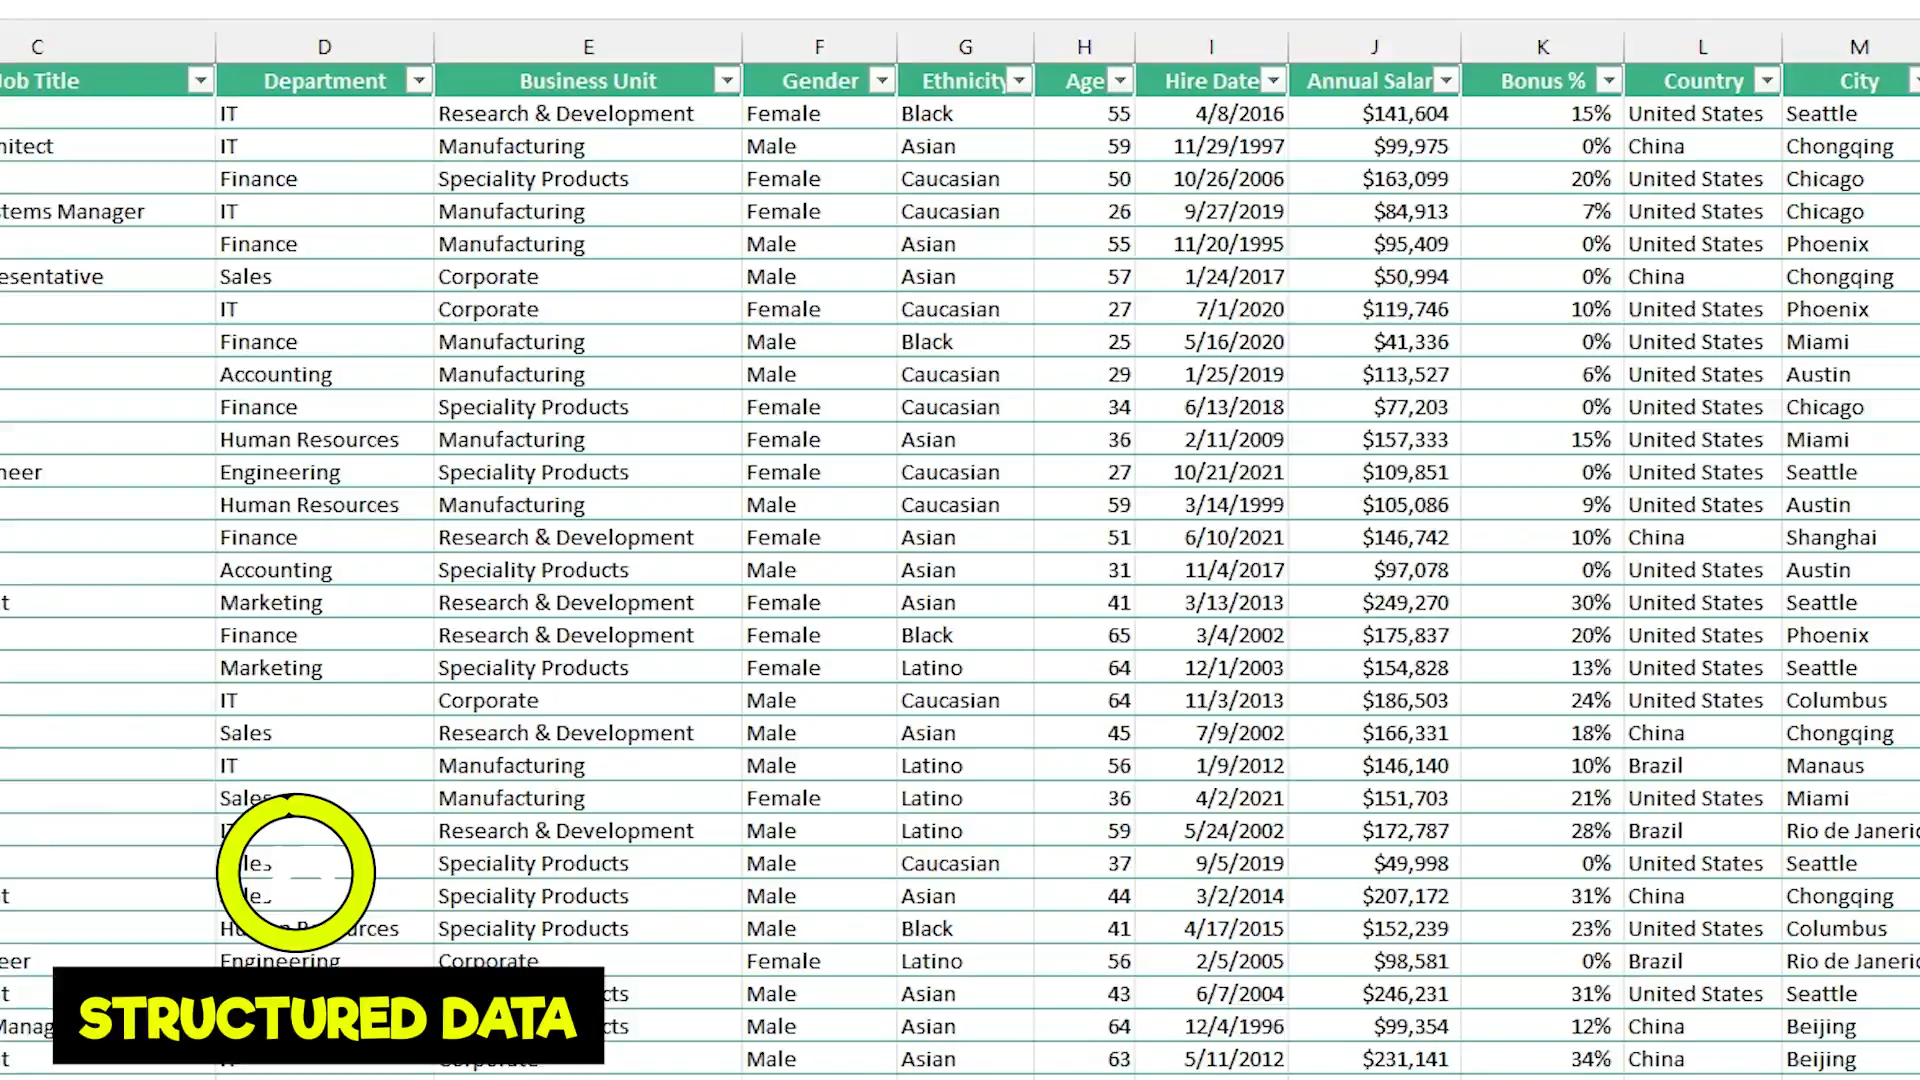 C D E F G H I J K L M
Job Title Department Business Unit Gender Ethnicity Age Hire Date Annual Salar Bonus % Country City
IT Research & Development Female Black 55 4/8/2016 $141,604 15% United States Seattle
hitect IT Manufacturing Male Asian 59 11/29/1997 $99,975 0% China Chongqing
Finance Speciality Products Female Caucasian 50 10/26/2006 $163,099 20% United States Chicago
stems Manager IT Manufacturing Female Caucasian 26 9/27/2019 $84,913 7% United States Chicago
Finance Manufacturing Male Asian 55 11/20/1995 $95,409 0% United States Phoenix
esentative Sales Corporate Male Asian 57 1/24/2017 $50,994 0% China Chongqing
IT Corporate Female Caucasian 27 7/1/2020 $119,746 10% United States Phoenix
Finance Manufacturing Male Black 25 5/16/2020 $41,336 0% United States Miami
Accounting Manufacturing Male Caucasian 29 1/25/2019 $113,527 6% United States Austin
Finance Speciality Products Female Caucasian 34 6/13/2018 $77,203 0% United States Chicago
Human Resources Manufacturing Female Asian 36 2/11/2009 $157,333 15% United States Miami
neer Engineering Speciality Products Female Caucasian 27 10/21/2021 $109,851 0% United States Seattle
Human Resources Manufacturing Male Caucasian 59 3/14/1999 $105,086 9% United States Austin
Finance Research & Development Female Asian 51 6/10/2021 $146,742 10% China Shanghai
Accounting Speciality Products Male Asian 31 11/4/2017 $97,078 0% United States Austin
t Marketing Research & Development Female Asian 41 3/13/2013 $249,270 30% United States Seattle
Finance Research & Development Female Black 65 3/4/2002 $175,837 20% United States Phoenix
Marketing Speciality Products Female Latino 64 12/1/2003 $154,828 13% United States Seattle
IT Corporate Male Caucasian 64 11/3/2013 $186,503 24% United States Columbus
Sales Research & Development Male Asian 45 7/9/2002 $166,331 18% China Chongqing
IT Manufacturing Male Latino 56 1/9/2012 $146,140 10% Brazil Manaus
Sales Manufacturing Female Latino 36 4/2/2021 $151,703 21% United States Miami
IT Research & Development Male Latino 59 5/24/2002 $172,787 28% Brazil Rio de Janeric
les Speciality Products Male Caucasian 37 9/5/2019 $49,998 0% United States Seattle
t Speciality Products Male Asian 44 3/2/2014 $207,172 31% China Chongqing
Human Resources Speciality Products Male Black 41 4/17/2015 $152,239 23% United States Columbus
eer Engineering Corporate Female Latino 56 2/5/2005 $98,581 0% Brazil Rio de Janeric
t cts Male Asian 43 6/7/2004 $246,231 31% United States Seattle
Manag cts Male Asian 64 12/4/1996 $99,354 12% China Beijing
t Male Asian 63 5/11/2012 $231,141 34% China Beijing
STRUCTURED DATA